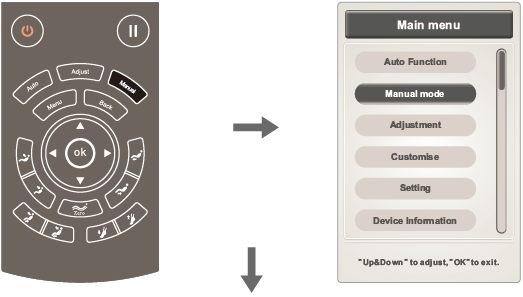 Adjust
Auto
Manual
Menu
Back
ok
Zero
Main menu
Auto Function
Manual mode
Adjustment
Customise
Setting
Device Information
"Up&Down" to adjust,"OK"to exit.